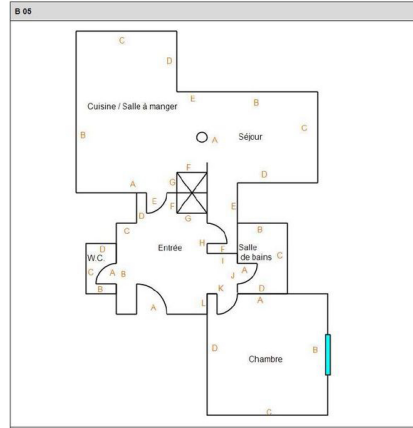 B 05
C
D
E B
Cuisine / Salle à manger
B A Séjour C
F
A G D
E
D F E
G
C B
Entrée H F Salle
D I de bains C
W.C.
C A B J A
B K D
A L A
D B
Chambre
C